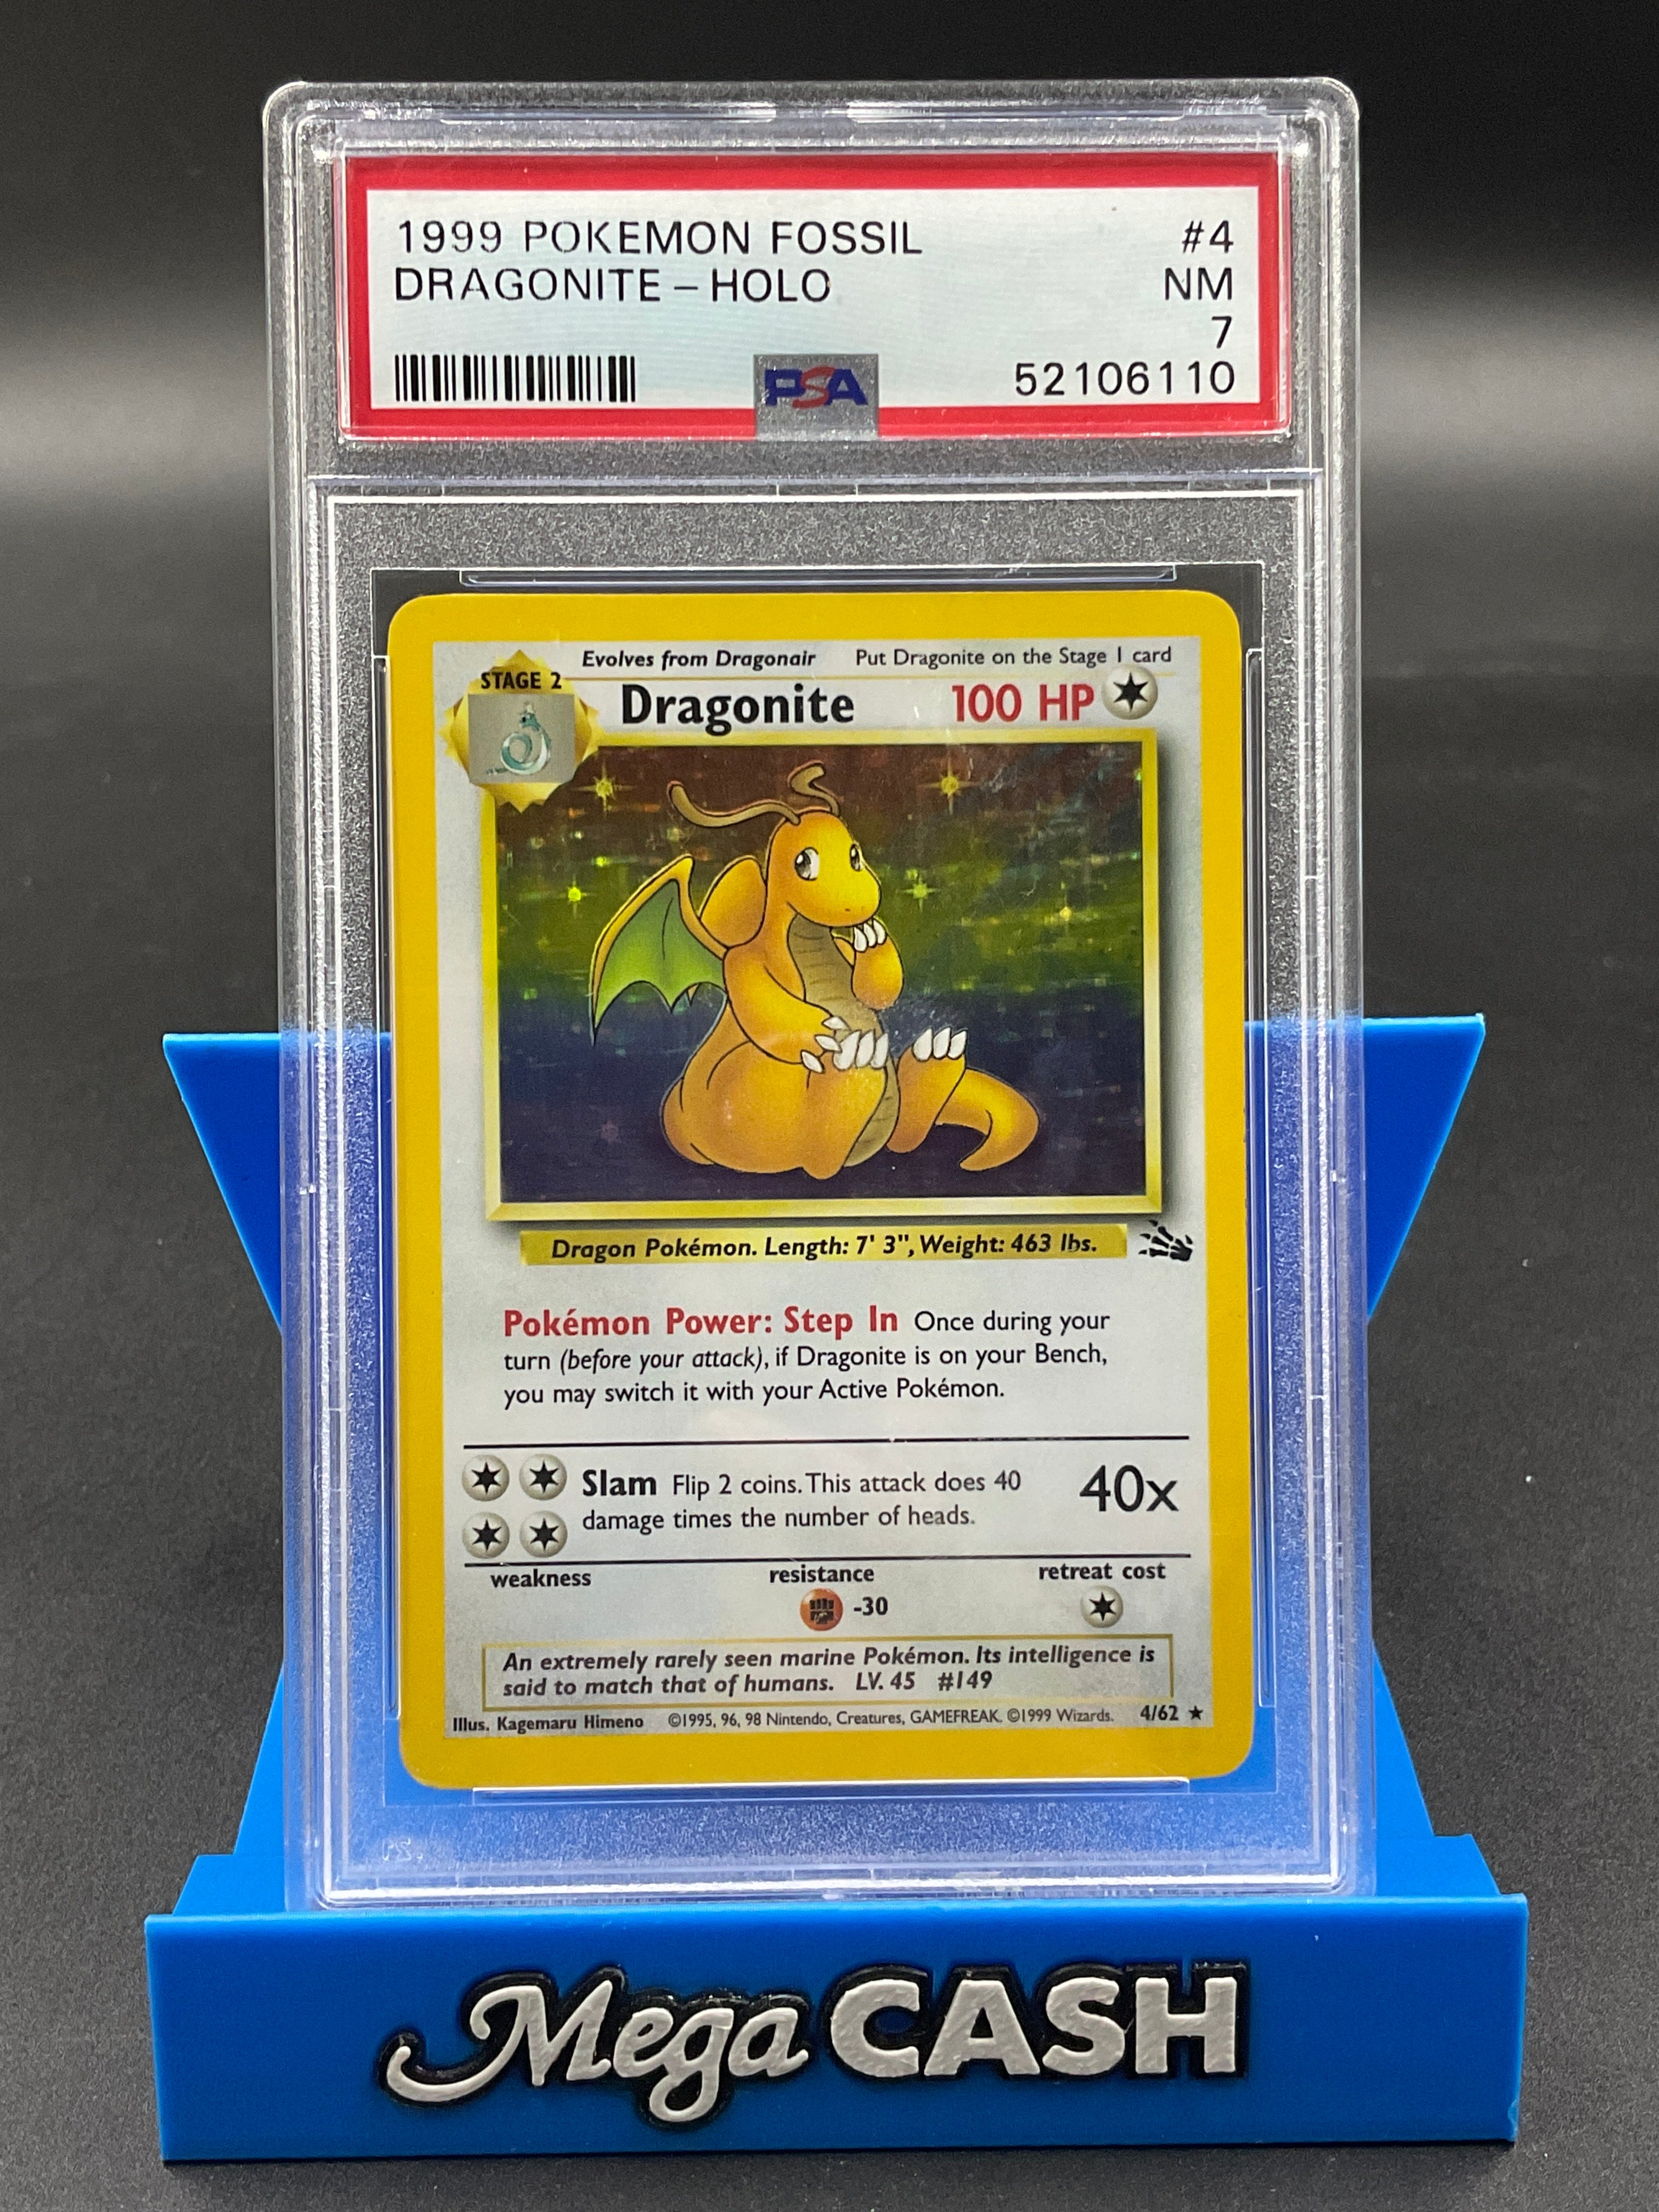 1999 POKEMON FOSSIL #4
DRAGONITE – HOLO NM
7
PSA 52106110
Evolves from Dragonair Put Dragonite on the Stage 1 card
STAGE 2
Dragonite 100 HP
Dragon Pokémon. Length: 7' 3", Weight: 463 lbs.
Pokémon Power: Step In Once during your
turn (before your attack), if Dragonite is on your Bench,
you may switch it with your Active Pokémon.
Slam Flip 2 coins. This attack does 40
damage times the number of heads.
40x
weakness resistance retreat cost
-30
An extremely rarely seen marine Pokémon. Its intelligence is
said to match that of humans. LV. 45 #149
Illus. Kagemaru Himeno ©1995, 96, 98 Nintendo, Creatures, GAMEFREAK. ©1999 Wizards. 4/62 ★
Mega CASH